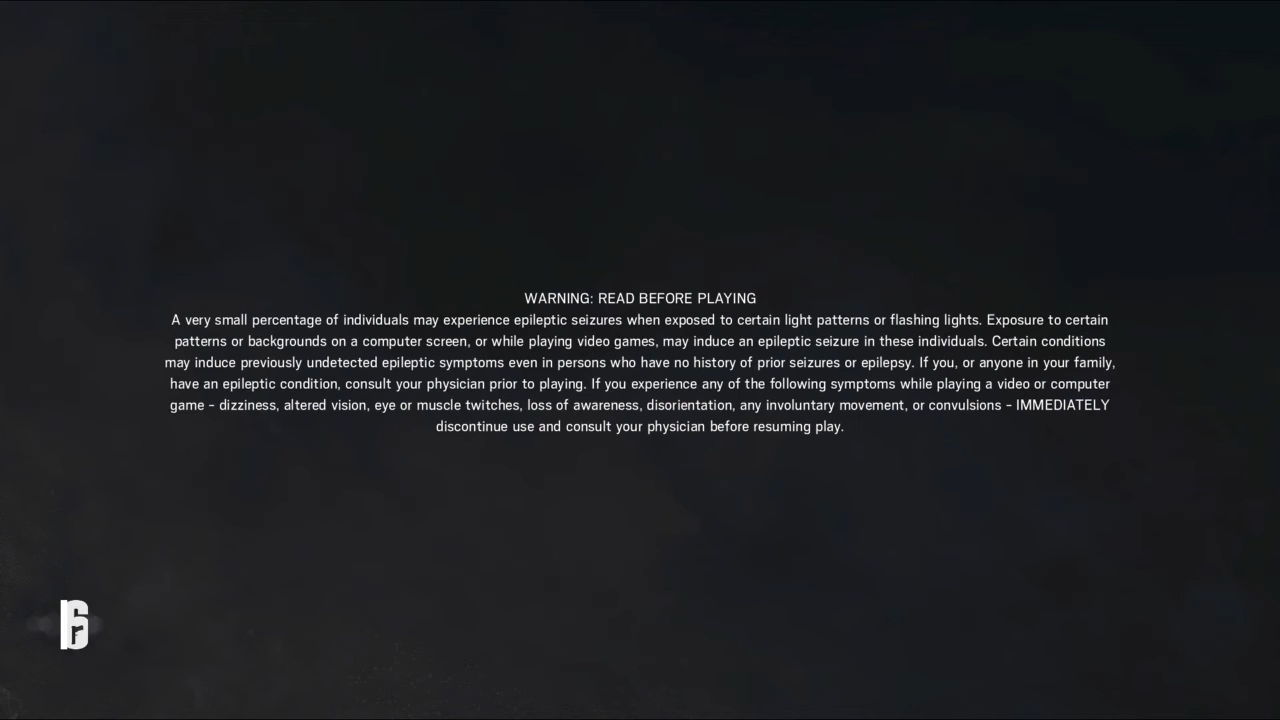 WARNING: READ BEFORE PLAYING
A very small percentage of individuals may experience epileptic seizures when exposed to certain light patterns or flashing lights. Exposure to certain
patterns or backgrounds on a computer screen, or while playing video games, may induce an epileptic seizure in these individuals. Certain conditions
may induce previously undetected epileptic symptoms even in persons who have no history of prior seizures or epilepsy. If you, or anyone in your family,
have an epileptic condition, consult your physician prior to playing. If you experience any of the following symptoms while playing a video or computer
game - dizziness, altered vision, eye or muscle twitches, loss of awareness, disorientation, any involuntary movement, or convulsions - IMMEDIATELY
discontinue use and consult your physician before resuming play.
6